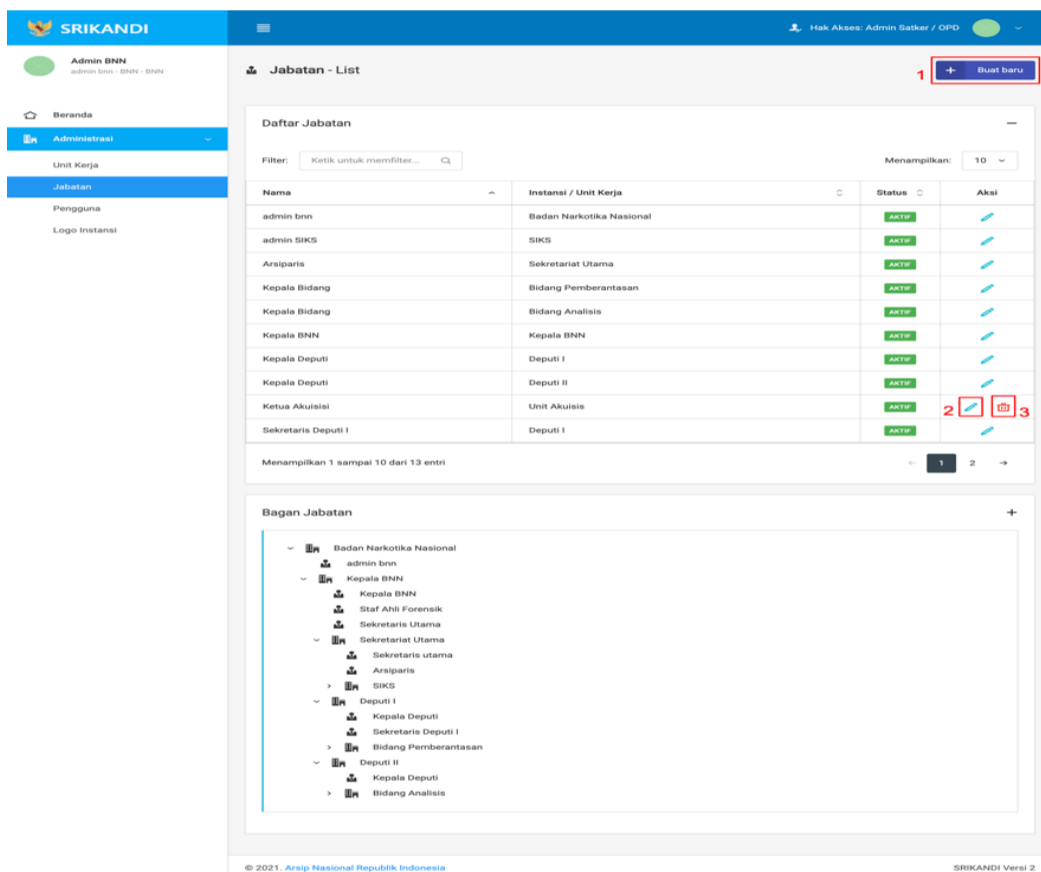 SRIKANDI
Hak Akses: Admin Satker / OPD
Admin BNN
admin bnn - BNN - BNN
Jabatan - List
1
+ Buat baru
Beranda
Administrasi
Unit Kerja
Jabatan
Pengguna
Logo Instansi
Daftar Jabatan
Filter: Ketik untuk memfilter... Menampilkan: 10
Nama Instansi / Unit Kerja Status Aksi
admin bnn Badan Narkotika Nasional AKTIF
admin SIKS SIKS AKTIF
Arsiparis Sekretariat Utama AKTIF
Kepala Bidang Bidang Pemberantasan AKTIF
Kepala Bidang Bidang Analisis AKTIF
Kepala BNN Kepala BNN AKTIF
Kepala Deputi Deputi I AKTIF
Kepala Deputi Deputi II AKTIF
Ketua Akuisisi Unit Akuisis AKTIF 2 3
Sekretaris Deputi I Deputi I AKTIF
Menampilkan 1 sampai 10 dari 13 entri ← 1 2 →
Bagan Jabatan
Badan Narkotika Nasional
admin bnn
Kepala BNN
Kepala BNN
Staf Ahli Forensik
Sekretaris Utama
Sekretariat Utama
Sekretaris utama
Arsiparis
SIKS
Deputi I
Kepala Deputi
Sekretaris Deputi I
Bidang Pemberantasan
Deputi II
Kepala Deputi
Bidang Analisis
© 2021. Arsip Nasional Republik Indonesia SRIKANDI Versi 2